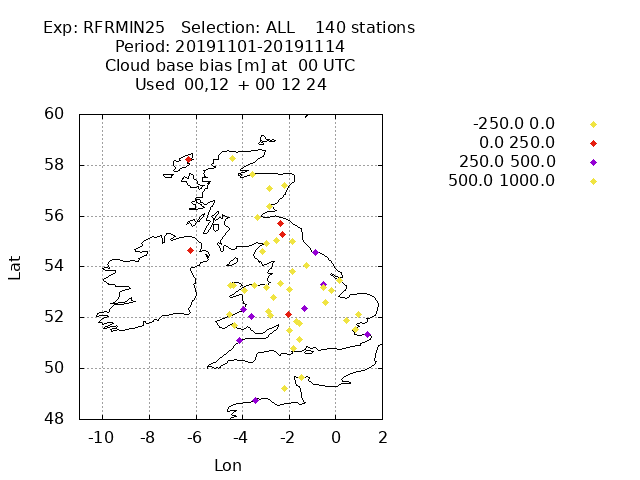 Exp: RFRMIN25 Selection: ALL 140 stations
Period: 20191101-20191114
Cloud base bias [m] at 00 UTC
Used 00,12 + 00 12 24
-250.0 0.0
0.0 250.0
250.0 500.0
500.0 1000.0
60
58
56
54
52
50
48
Lat
-10 -8 -6 -4 -2 0 2
Lon